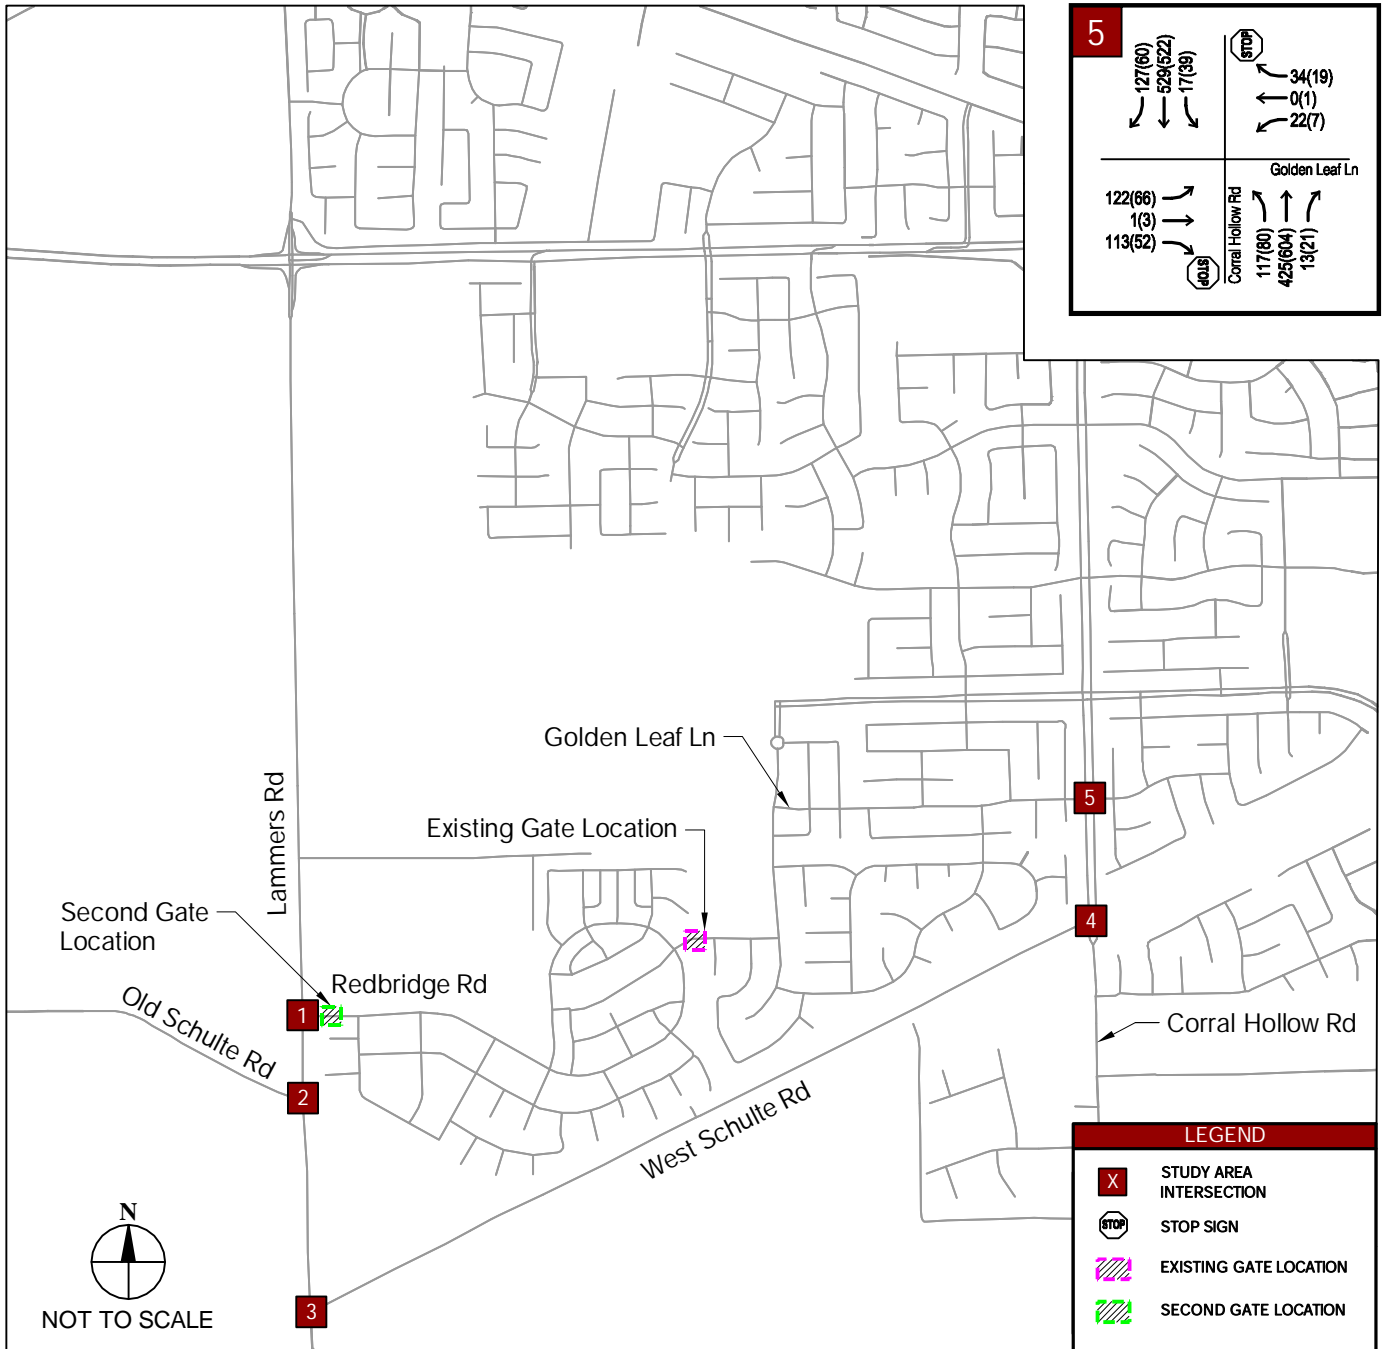 5
127(60)
529(522)
17(39)
STOP
34(19)
0(1)
22(7)
Golden Leaf Ln
122(66)
1(3)
113(52)
STOP
Corral Hollow Rd
117(80)
425(604)
13(21)
Golden Leaf Ln
Lammers Rd
Existing Gate Location
5
Second Gate
Location
4
Redbridge Rd
Old Schulte Rd
1
Corral Hollow Rd
2
West Schulte Rd
LEGEND
X
STUDY AREA
INTERSECTION
STOP
STOP SIGN
EXISTING GATE LOCATION
SECOND GATE LOCATION
N
NOT TO SCALE
3